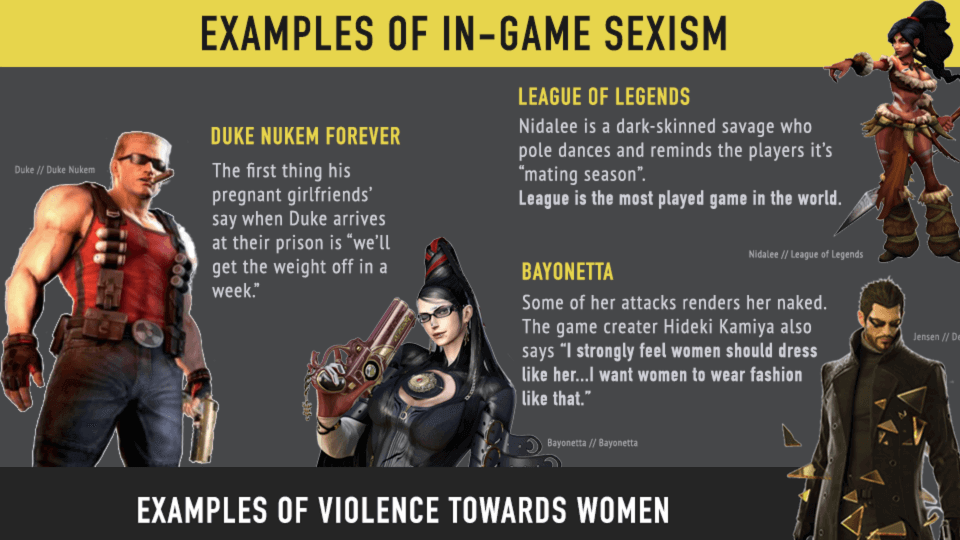 EXAMPLES OF IN-GAME SEXISM
Duke // Duke Nukem
DUKE NUKEM FOREVER
The first thing his
pregnant girlfriends'
say when Duke arrives
at their prison is “we'll
get the weight off in a
week.”
LEAGUE OF LEGENDS
Nidalee is a dark-skinned savage who
pole dances and reminds the players it's
“mating season”.
League is the most played game in the world.
Nidalee // League of Legends
BAYONETTA
Some of her attacks renders her naked.
The game creater Hideki Kamiya also
says “I strongly feel women should dress
like her...I want women to wear fashion
like that.”
Bayonetta // Bayonetta
Jensen // De
EXAMPLES OF VIOLENCE TOWARDS WOMEN